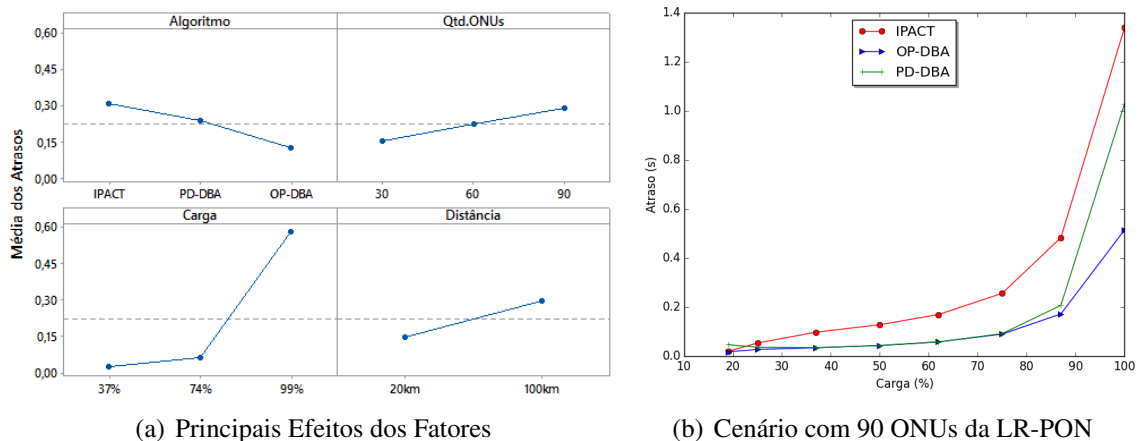 Algoritmo Qtd.ONUs
0,60
0,30
0,15
0,00
IPACT PD-DBA OP-DBA 30 60 90
Média dos Atrasos
Carga Distância
0,60
0,45
0,30
0,15
0,00
37% 74% 99% 20km 100km
(a) Principais Efeitos dos Fatores
1.4
1.2
1.0
0.8
0.6
0.4
0.2
0.0
Atraso (s)
IPACT
OP-DBA
PD-DBA
10 20 30 40 50 60 70 80 90 100
Carga (%)
(b) Cenário com 90 ONUs da LR-PON